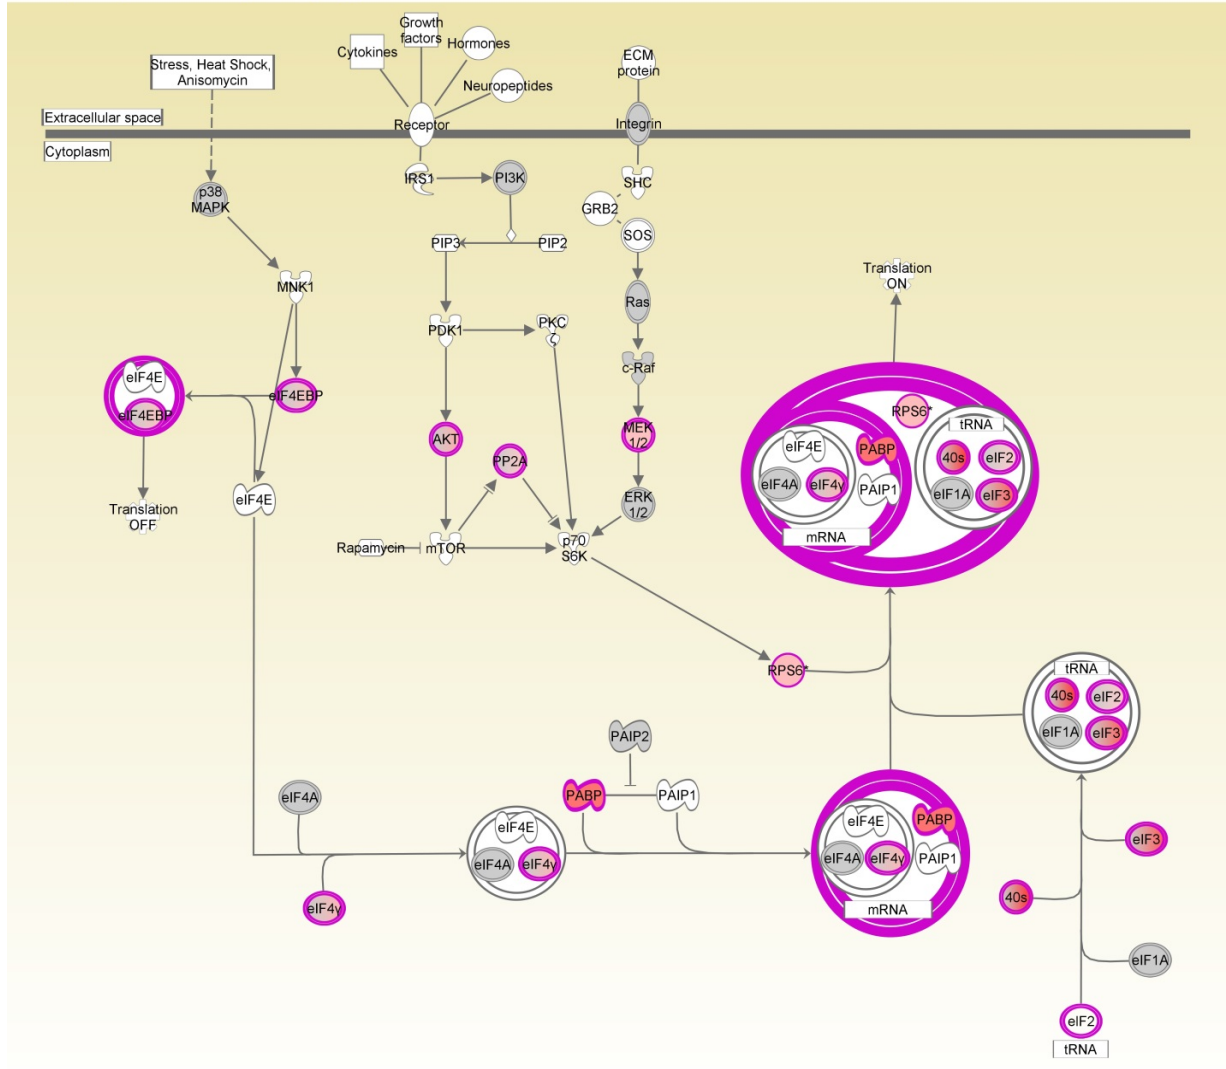 Growth
factors
Cytokines
Hormones
Neuropeptides
ECM
protein
Stress, Heat Shock,
Anisomycin
Extracellular space
Receptor
Integrin
Cytoplasm
IRS1
PI3K
SHC
p38
MAPK
GRB2
SOS
PIP3
PIP2
Translation
ON
MNK1
Ras
PDK1
PKC
ζ
c-Raf
eIF4E
eIF4EBP
eIF4EBP
AKT
MEK
1/2
RPS6*
tRNA
eIF4E
PABP
40s
eIF2
PP2A
eIF4A
eIF4γ
PAIP1
eIF1A
eIF3
eIF4E
ERK
1/2
Translation
OFF
mRNA
Rapamycin
mTOR
p70
S6K
RPS6*
tRNA
40s
eIF2
eIF1A
eIF3
PAIP2
eIF4A
PABP
PAIP1
eIF4E
eIF4A
eIF4γ
eIF4E
PABP
eIF4A
eIF4γ
PAIP1
mRNA
eIF3
40s
eIF4γ
eIF1A
eIF2
tRNA